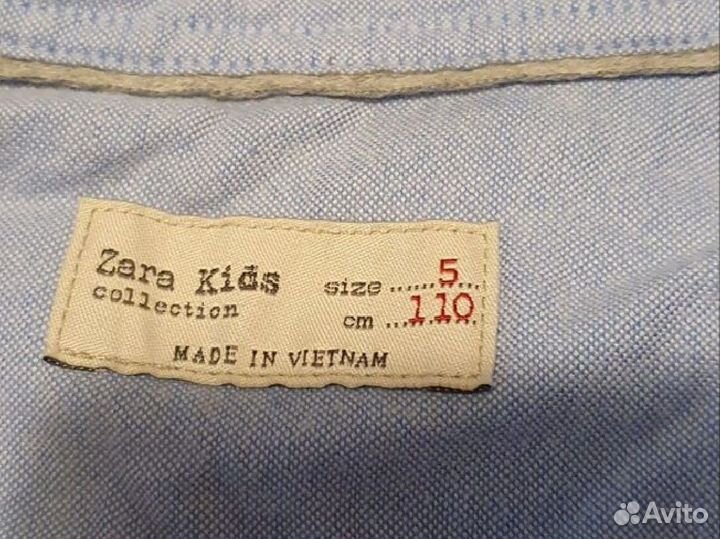 Zara Kids
collection
size ...... 5 ...
cm ... 110 ...
MADE IN VIETNAM
Avito